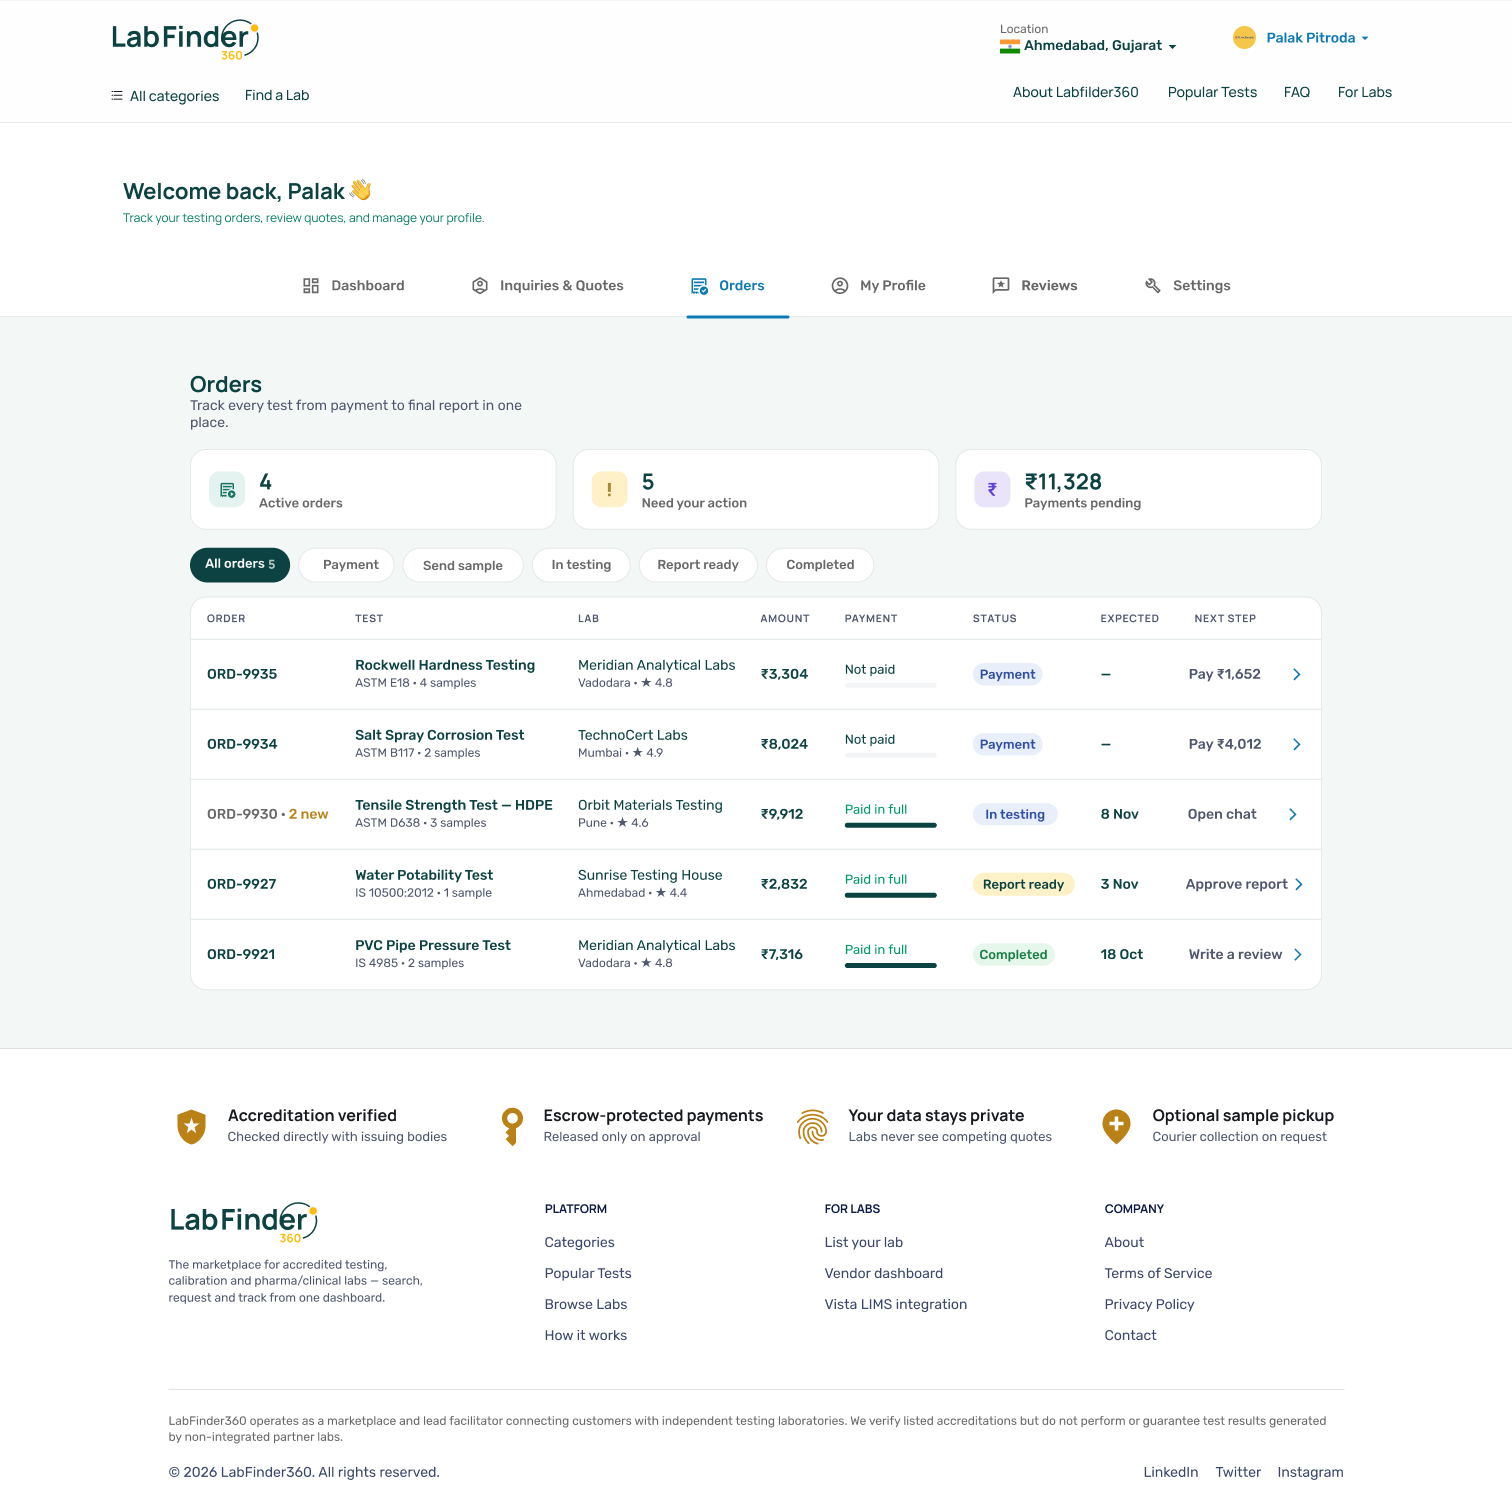 LabFinder
360
Location
Ahmedabad, Gujarat
Palak Pitroda
All categories
Find a Lab
About Labfilder360
Popular Tests
FAQ
For Labs
Welcome back, Palak 👋
Track your testing orders, review quotes, and manage your profile.
Dashboard
Inquiries & Quotes
Orders
My Profile
Reviews
Settings
Orders
Track every test from payment to final report in one
place.
4
Active orders
!
5
Need your action
₹
₹11,328
Payments pending
All orders 5
Payment
Send sample
In testing
Report ready
Completed
ORDER TEST LAB AMOUNT PAYMENT STATUS EXPECTED NEXT STEP
ORD-9935
Rockwell Hardness Testing
ASTM E18 • 4 samples
Meridian Analytical Labs
Vadodara • ★ 4.8
₹3,304
Not paid
Payment
—
Pay ₹1,652
ORD-9934
Salt Spray Corrosion Test
ASTM B117 • 2 samples
TechnoCert Labs
Mumbai • ★ 4.9
₹8,024
Not paid
Payment
—
Pay ₹4,012
ORD-9930 • 2 new
Tensile Strength Test — HDPE
ASTM D638 • 3 samples
Orbit Materials Testing
Pune • ★ 4.6
₹9,912
Paid in full
In testing
8 Nov
Open chat
ORD-9927
Water Potability Test
IS 10500:2012 • 1 sample
Sunrise Testing House
Ahmedabad • ★ 4.4
₹2,832
Paid in full
Report ready
3 Nov
Approve report
ORD-9921
PVC Pipe Pressure Test
IS 4985 • 2 samples
Meridian Analytical Labs
Vadodara • ★ 4.8
₹7,316
Paid in full
Completed
18 Oct
Write a review
Accreditation verified
Checked directly with issuing bodies
Escrow-protected payments
Released only on approval
Your data stays private
Labs never see competing quotes
Optional sample pickup
Courier collection on request
LabFinder
360
The marketplace for accredited testing,
calibration and pharma/clinical labs — search,
request and track from one dashboard.
PLATFORM
Categories
Popular Tests
Browse Labs
How it works
FOR LABS
List your lab
Vendor dashboard
Vista LIMS integration
COMPANY
About
Terms of Service
Privacy Policy
Contact
LabFinder360 operates as a marketplace and lead facilitator connecting customers with independent testing laboratories. We verify listed accreditations but do not perform or guarantee test results generated
by non-integrated partner labs.
© 2026 LabFinder360. All rights reserved.
LinkedIn
Twitter
Instagram